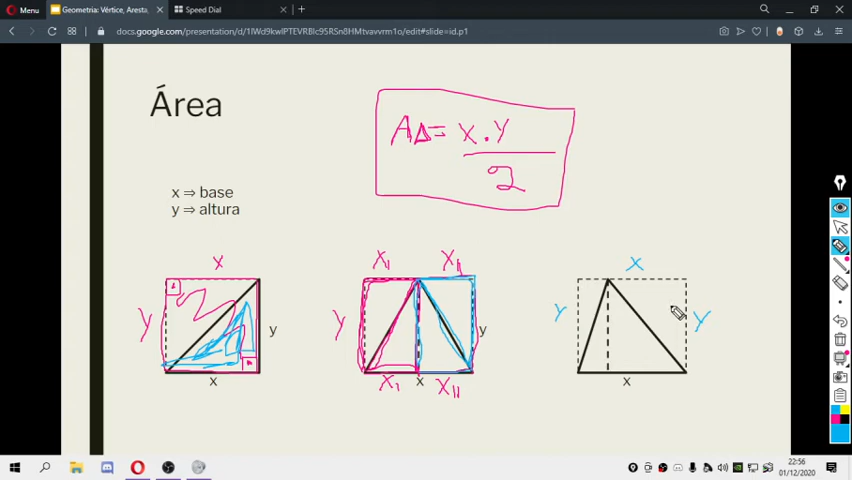 Menu
Geometria: Vértice, Aresta,
Speed Dial
docs.google.com/presentation/d/1lWd9kwlPTEVRBlc95RSn8HMtvavvrm1o/edit#slide=id.p1
Área
A△= x.y
2
x ⇒ base
y ⇒ altura
x
y
y
x
x₁
x₁₁
y
y
x₁
x
x₁₁
x
y
y
x
22:56
01/12/2020